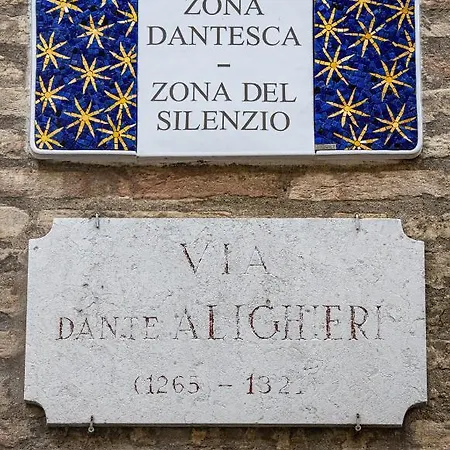 ZONA
DANTESCA
-
ZONA DEL
SILENZIO
VIA
DANTE ALIGHIERI
(1265 - 132